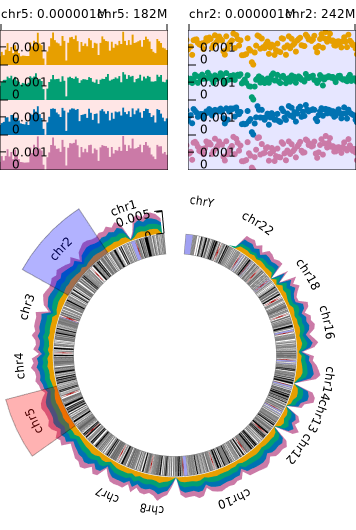 chr5: 0.000001M
chr5: 182M
chr2: 0.000001M
chr2: 242M
0.001
0
0.001
0
0.001
0
0.001
0
0.001
0
0.001
0
0.001
0
0.001
0
chr1
0.005
0
chrY
chr22
chr2
chr18
chr3
chr16
chr4
chr14
chr5
chr13
chr12
chr7
chr8
chr10